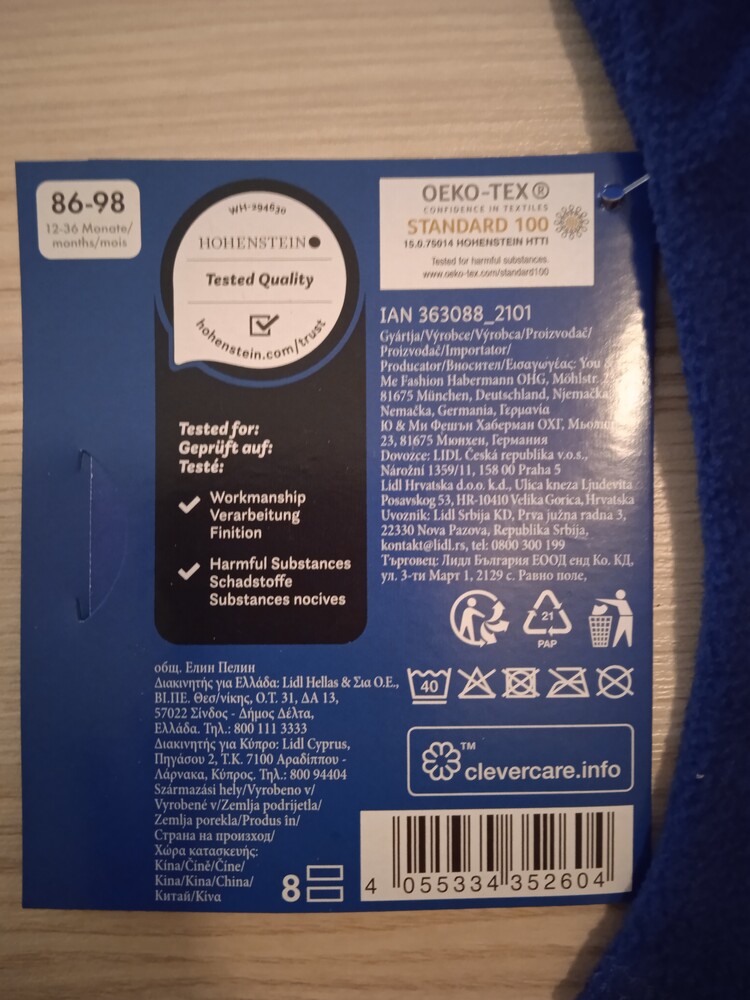 86-98
12-36 Monate/
months/mois
WH-294630
HOHENSTEIN
Tested Quality
hohenstein.com/trust
Tested for:
Geprüft auf:
Testé:
Workmanship
Verarbeitung
Finition
Harmful Substances
Schadstoffe
Substances nocives
OEKO-TEX®
CONFIDENCE IN TEXTILES
STANDARD 100
15.0.75014 HOHENSTEIN HTTI
Tested for harmful substances.
www.oeko-tex.com/standard100
IAN 363088_2101
Gyártja/Výrobce/Výrobca/Proizvođač/
Proizvođač/Importator/
Producator/Вносител/Εισαγωγέας: You &
Me Fashion Habermann OHG, Möhlstr.
81675 München, Deutschland, Njemačka,
Nemačka, Germania, Γερμανία
Ю & Ми Фешън Хаберман ОХГ,
23, 81675 Мюнхен, Германия
Dovozce: LIDL Česká republika v.o.s.,
Nárožní 1359/11, 158 00 Praha 5
Lidl Hrvatska d.o.o. k.d., Ulica kneza Ljudevita
Posavskog 53, HR-10410 Velika Gorica, Hrvatska
Uvoznik: Lidl Srbija KD, Prva južna radna 3,
22330 Nova Pazova, Republika Srbija,
kontakt@lidl.rs, tel: 0800 300 199
Търговец: Лидл България ЕООД енд Ко. КД,
ул. 3-ти Март 1, 2129 с. Равно поле,
21
PAP
40
™
clevercare.info
общ. Елин Пелин
Διακινητής για Ελλάδα: Lidl Hellas & Σια Ο.Ε.,
ΒΙ.ΠΕ. Θεσ/νίκης, Ο.Τ. 31, ΔΑ 13,
57022 Σίνδος - Δήμος Δέλτα,
Ελλάδα. Τηλ.: 800 111 3333
Διακινητής για Κύπρο: Lidl Cyprus,
Πηγάσου 2, Τ.Κ. 7100 Αραδίππου -
Λάρνακα, Κύπρος. Τηλ.: 800 94404
Származási hely/Vyrobeno v/
Vyrobené v/Zemlja podrijetla/
Zemlja porekla/Produs în/
Страна на произход/
Χώρα κατασκευής:
Kína/Čině/Číne/
Kina/Kina/China/
Китай/Κίνα
8
4 055334 352604